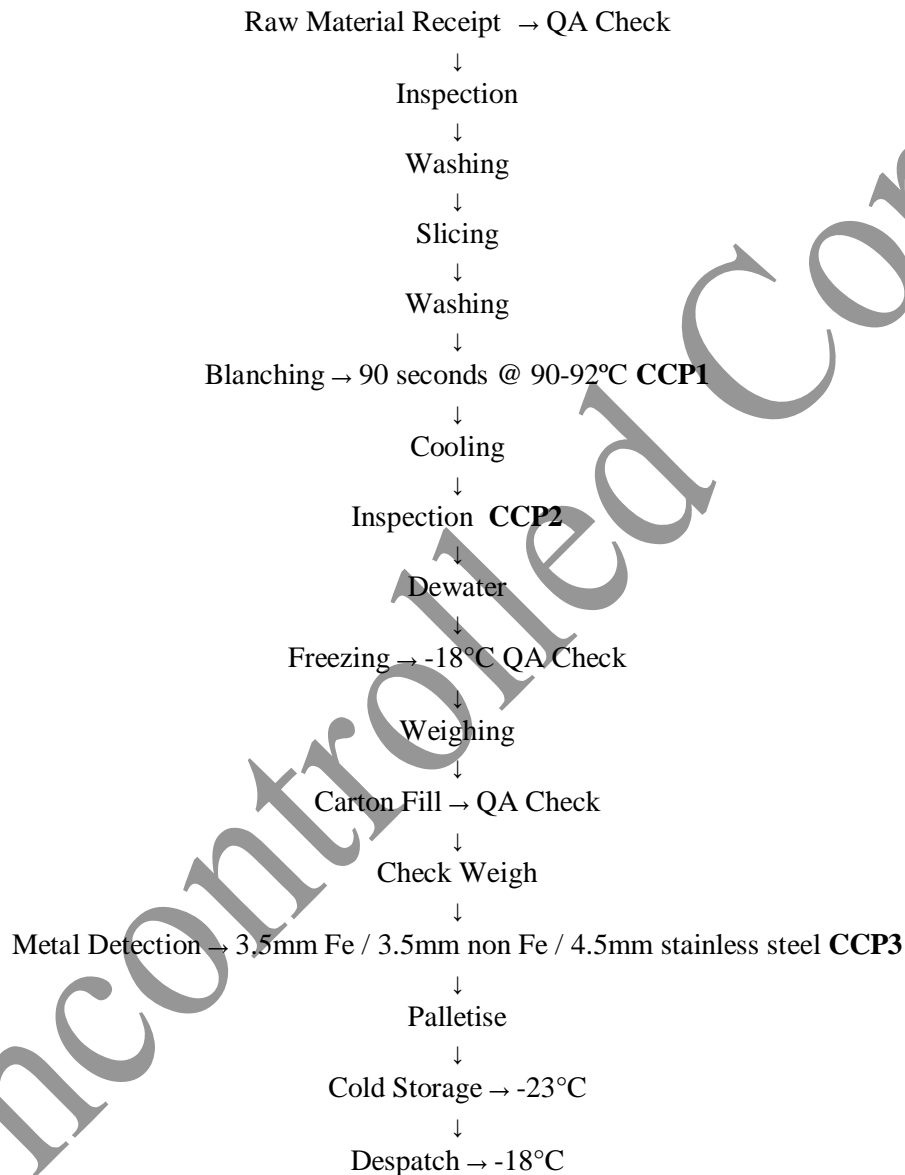 Raw Material Receipt → QA Check
↓
Inspection
↓
Washing
↓
Slicing
↓
Washing
↓
Blanching → 90 seconds @ 90-92ºC CCP1
↓
Cooling
↓
Inspection CCP2
↓
Dewater
↓
Freezing → -18°C QA Check
↓
Weighing
↓
Carton Fill → QA Check
↓
Check Weigh
↓
Metal Detection → 3.5mm Fe / 3.5mm non Fe / 4.5mm stainless steel CCP3
↓
Palletise
↓
Cold Storage → -23°C
↓
Despatch → -18°C
ncontrolled Co